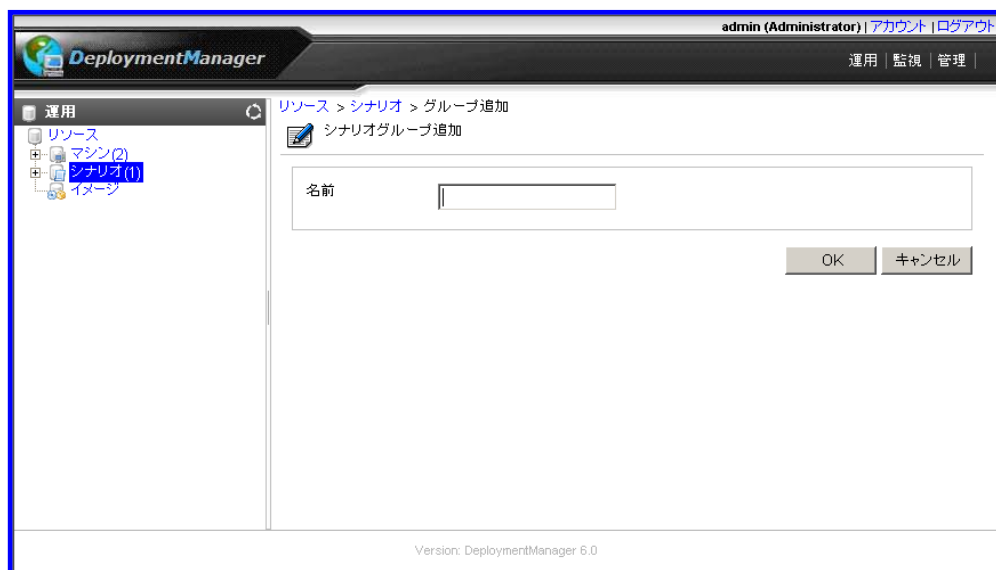 admin (Administrator) | アカウント | ログアウト
DeploymentManager
運用 | 監視 | 管理 |
運用
リソース
マシン(2)
シナリオ(1)
イメージ
リソース > シナリオ > グループ追加
シナリオグループ追加
名前
OK キャンセル
Version: DeploymentManager 6.0